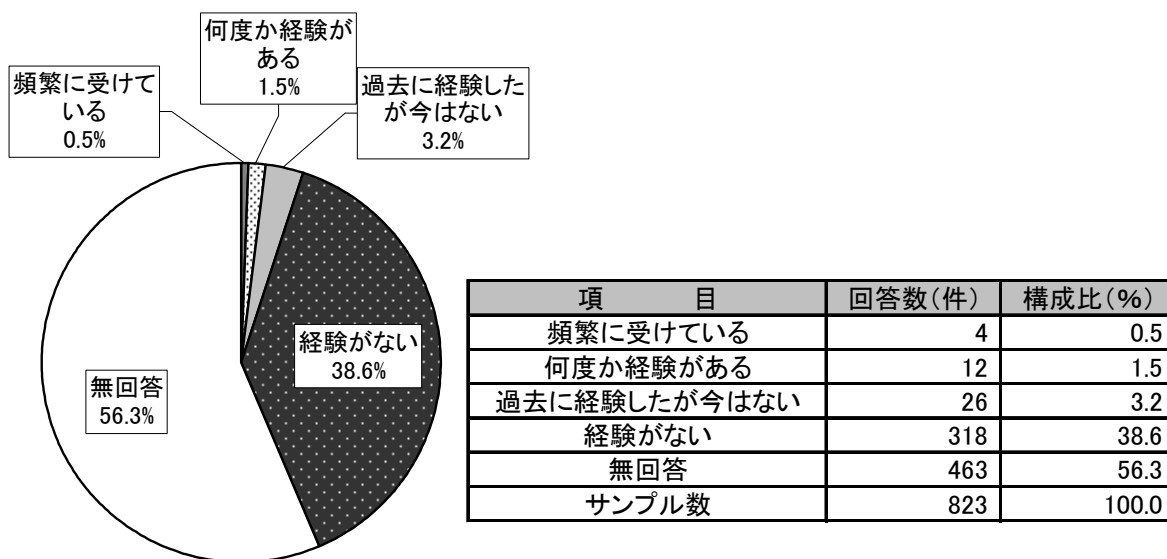 何度か経験が
ある
1.5%
頻繁に受けて
いる
0.5%
過去に経験した
が今はない
3.2%
経験がない
38.6%
無回答
56.3%
項 目 回答数(件) 構成比(%)
頻繁に受けている 4 0.5
何度か経験がある 12 1.5
過去に経験したが今はない 26 3.2
経験がない 318 38.6
無回答 463 56.3
サンプル数 823 100.0